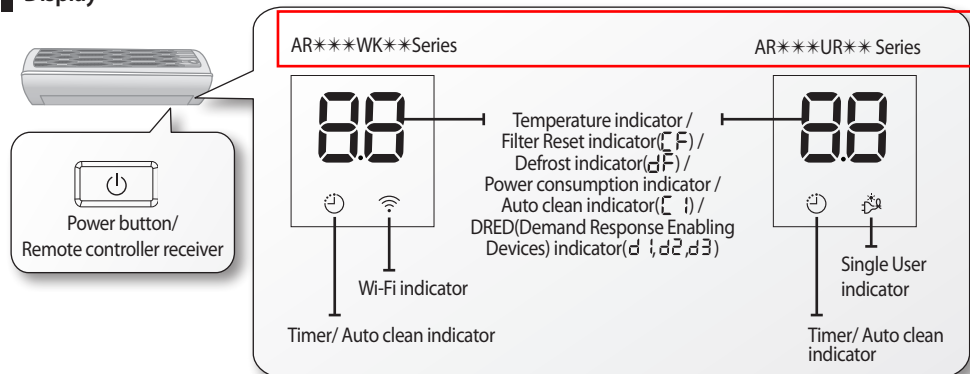 Display
AR✳✳✳WK✳✳Series
AR✳✳✳UR✳✳ Series
88
88
Temperature indicator /
Filter Reset indicator(CF) /
Defrost indicator(dF) /
Power consumption indicator /
Auto clean indicator(C1) /
DRED(Demand Response Enabling
Devices) indicator(d1,d2,d3)
Power button/
Remote controller receiver
Wi-Fi indicator
Timer/ Auto clean indicator
Single User
indicator
Timer/ Auto clean
indicator